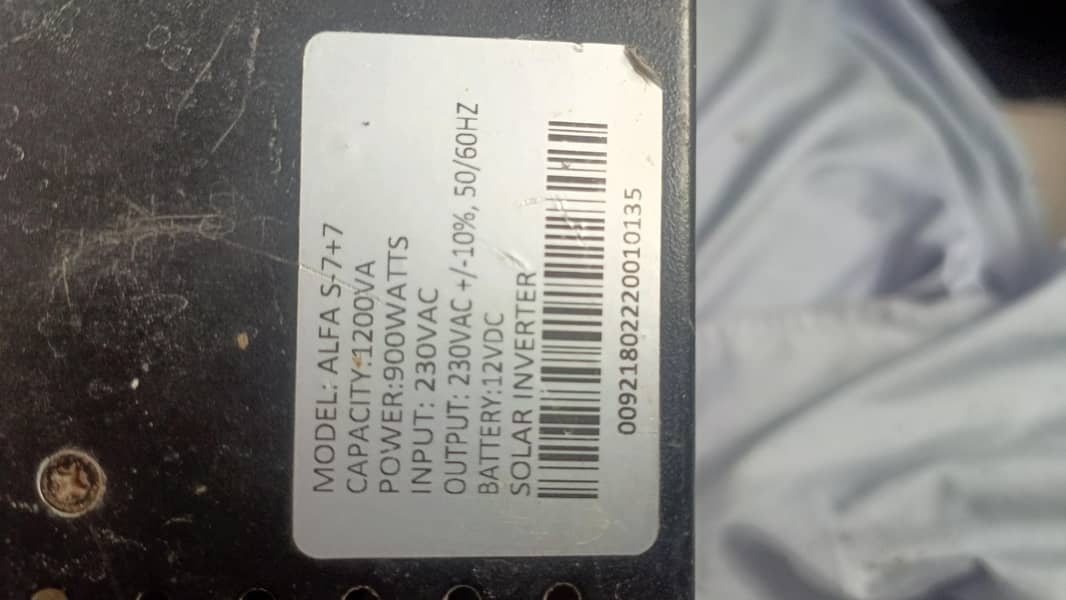 MODEL: ALFA S-7+7
CAPACITY:1200VA
POWER:900WATTS
INPUT: 230VAC
OUTPUT: 230VAC +/-10%, 50/60HZ
BATTERY:12VDC
SOLAR INVERTER
00921802220010135